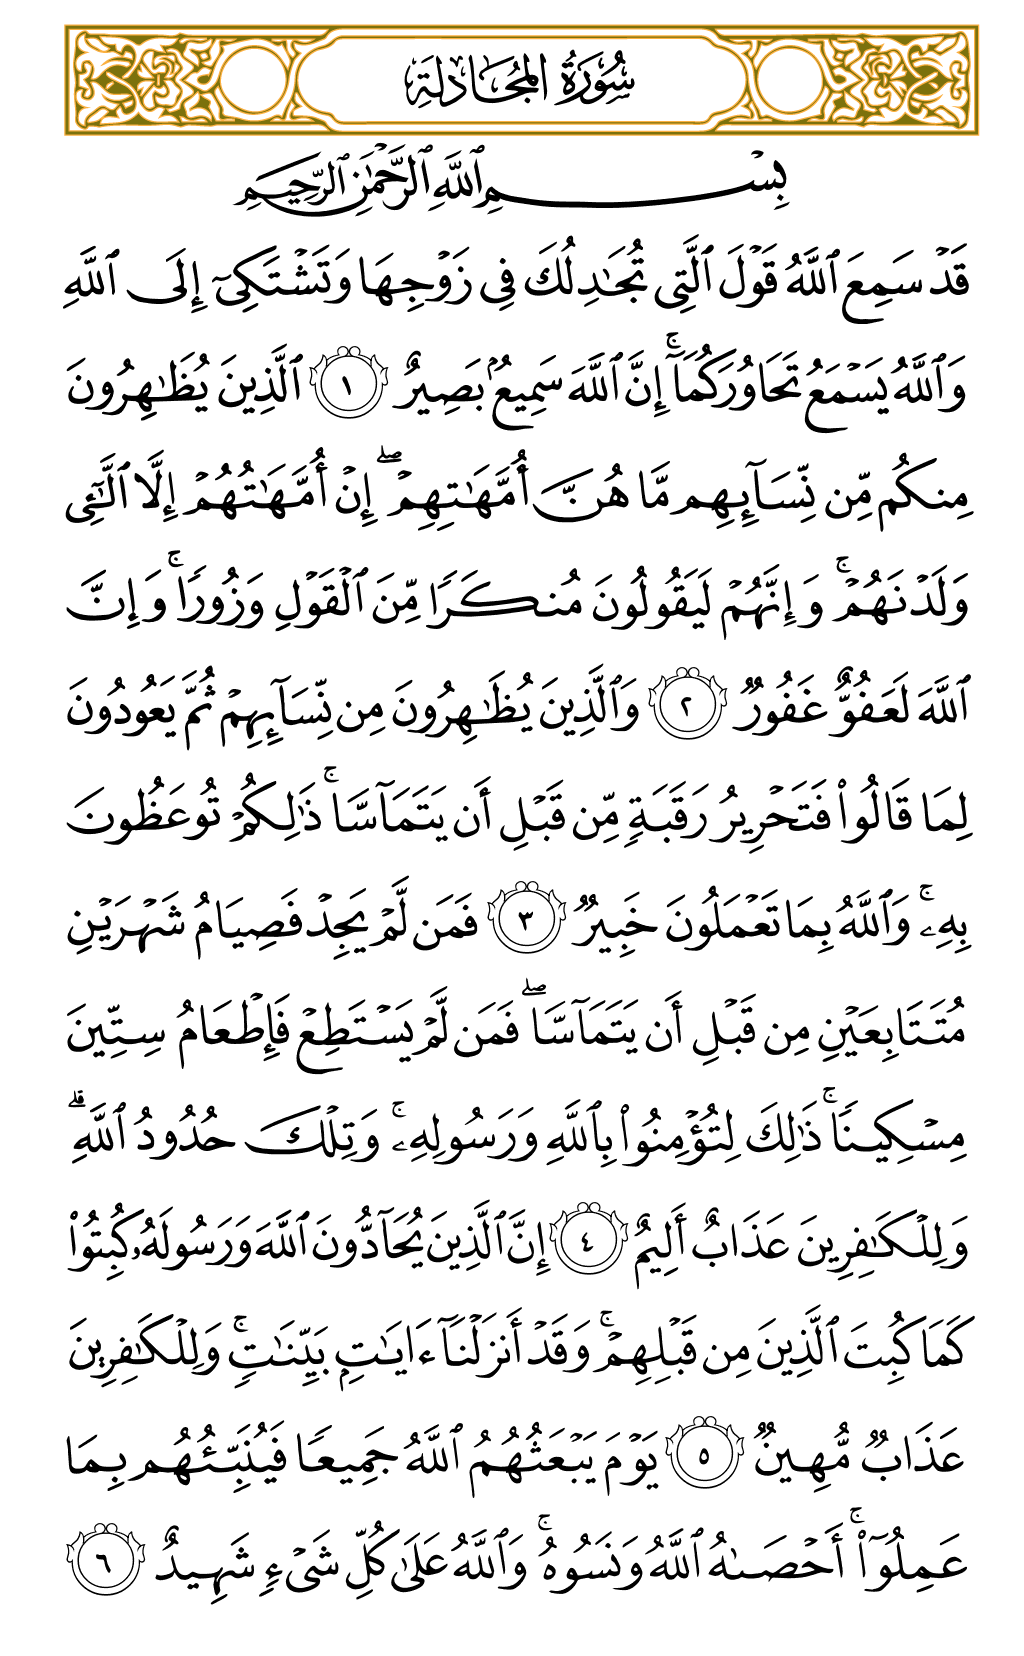 سُورَةُ المُجَادلَةِ
بِسْمِ ٱللَّهِ ٱلرَّحْمَٰنِ ٱلرَّحِيمِ
قَدْ سَمِعَ ٱللَّهُ قَوْلَ ٱلَّتِى تُجَـٰدِلُكَ فِى زَوْجِهَا وَتَشْتَكِىٓ إِلَى ٱللَّهِ
وَٱللَّهُ يَسْمَعُ تَحَاوُرَكُمَآ ۚ إِنَّ ٱللَّهَ سَمِيعٌۢ بَصِيرٌ ١ ٱلَّذِينَ يُظَـٰهِرُونَ
مِنكُم مِّن نِّسَآئِهِم مَّا هُنَّ أُمَّهَـٰتِهِمْ ۖ إِنْ أُمَّهَـٰتُهُمْ إِلَّا ٱلَّـٰٓـِٔى
وَلَدْنَهُمْ ۚ وَإِنَّهُمْ لَيَقُولُونَ مُنكَرًا مِّنَ ٱلْقَوْلِ وَزُورًا ۚ وَإِنَّ
ٱللَّهَ لَعَفُوٌّ غَفُورٌ ٢ وَٱلَّذِينَ يُظَـٰهِرُونَ مِن نِّسَآئِهِمْ ثُمَّ يَعُودُونَ
لِمَا قَالُوا۟ فَتَحْرِيرُ رَقَبَةٍ مِّن قَبْلِ أَن يَتَمَآسَّا ۚ ذَٰلِكُمْ تُوعَظُونَ
بِهِۦ ۚ وَٱللَّهُ بِمَا تَعْمَلُونَ خَبِيرٌ ٣ فَمَن لَّمْ يَجِدْ فَصِيَامُ شَهْرَيْنِ
مُتَتَابِعَيْنِ مِن قَبْلِ أَن يَتَمَآسَّا ۖ فَمَن لَّمْ يَسْتَطِعْ فَإِطْعَامُ سِتِّينَ
مِسْكِينًا ۚ ذَٰلِكَ لِتُؤْمِنُوا۟ بِٱللَّهِ وَرَسُولِهِۦ ۚ وَتِلْكَ حُدُودُ ٱللَّهِ ۗ
وَلِلْكَـٰفِرِينَ عَذَابٌ أَلِيمٌ ٤ إِنَّ ٱلَّذِينَ يُحَآدُّونَ ٱللَّهَ وَرَسُولَهُۥ كُبِتُوا۟
كَمَا كُبِتَ ٱلَّذِينَ مِن قَبْلِهِمْ ۚ وَقَدْ أَنزَلْنَآ ءَايَـٰتٍۭ بَيِّنَـٰتٍ ۚ وَلِلْكَـٰفِرِينَ
عَذَابٌ مُّهِينٌ ٥ يَوْمَ يَبْعَثُهُمُ ٱللَّهُ جَمِيعًا فَيُنَبِّئُهُم بِمَا
عَمِلُوٓا۟ ۚ أَحْصَىٰهُ ٱللَّهُ وَنَسُوهُ ۚ وَٱللَّهُ عَلَىٰ كُلِّ شَىْءٍ شَهِيدٌ ٦